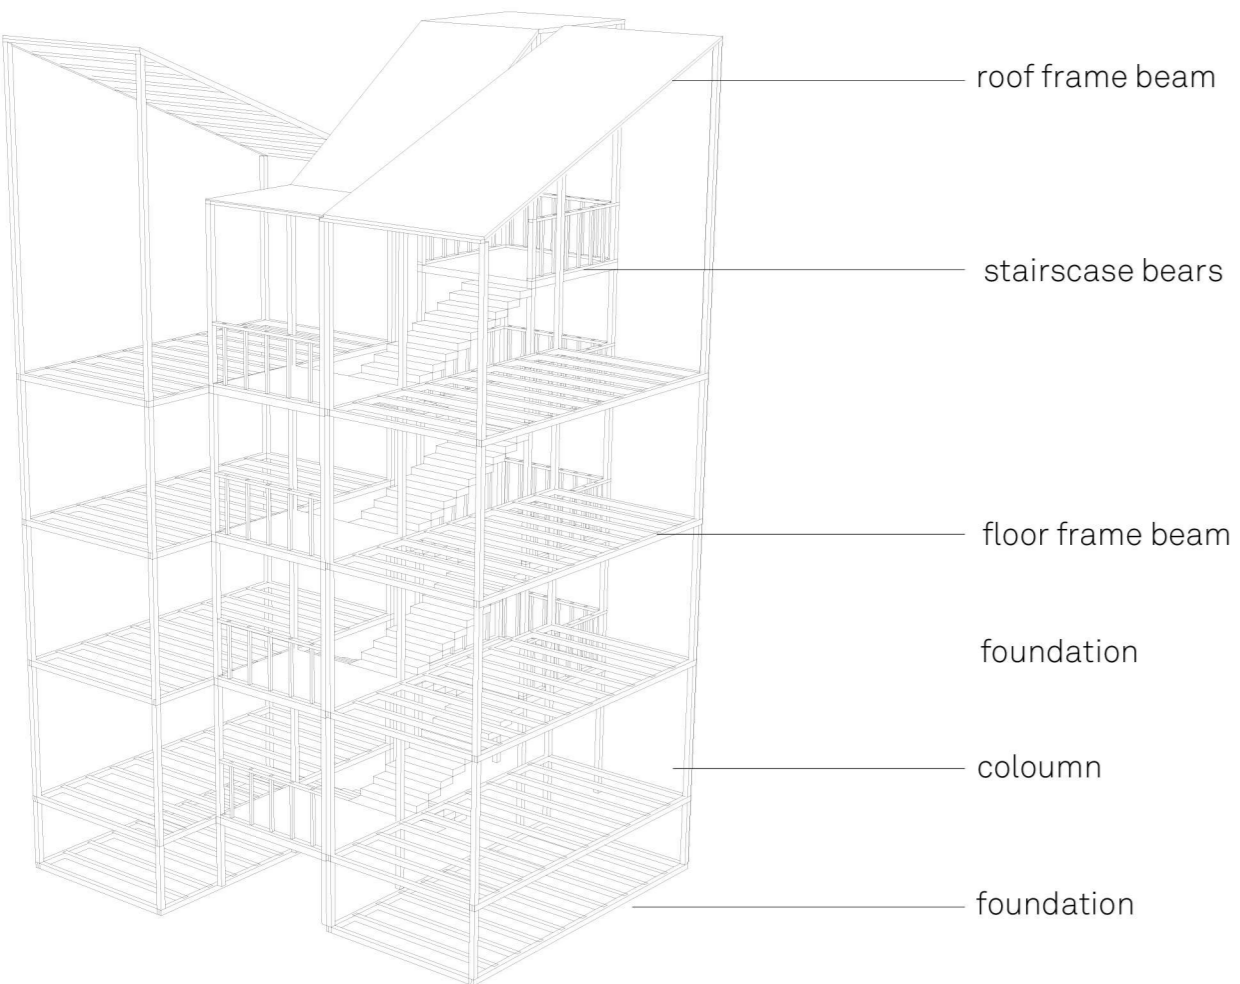 roof frame beam
stairscase bears
floor frame beam
foundation
coloumn
foundation